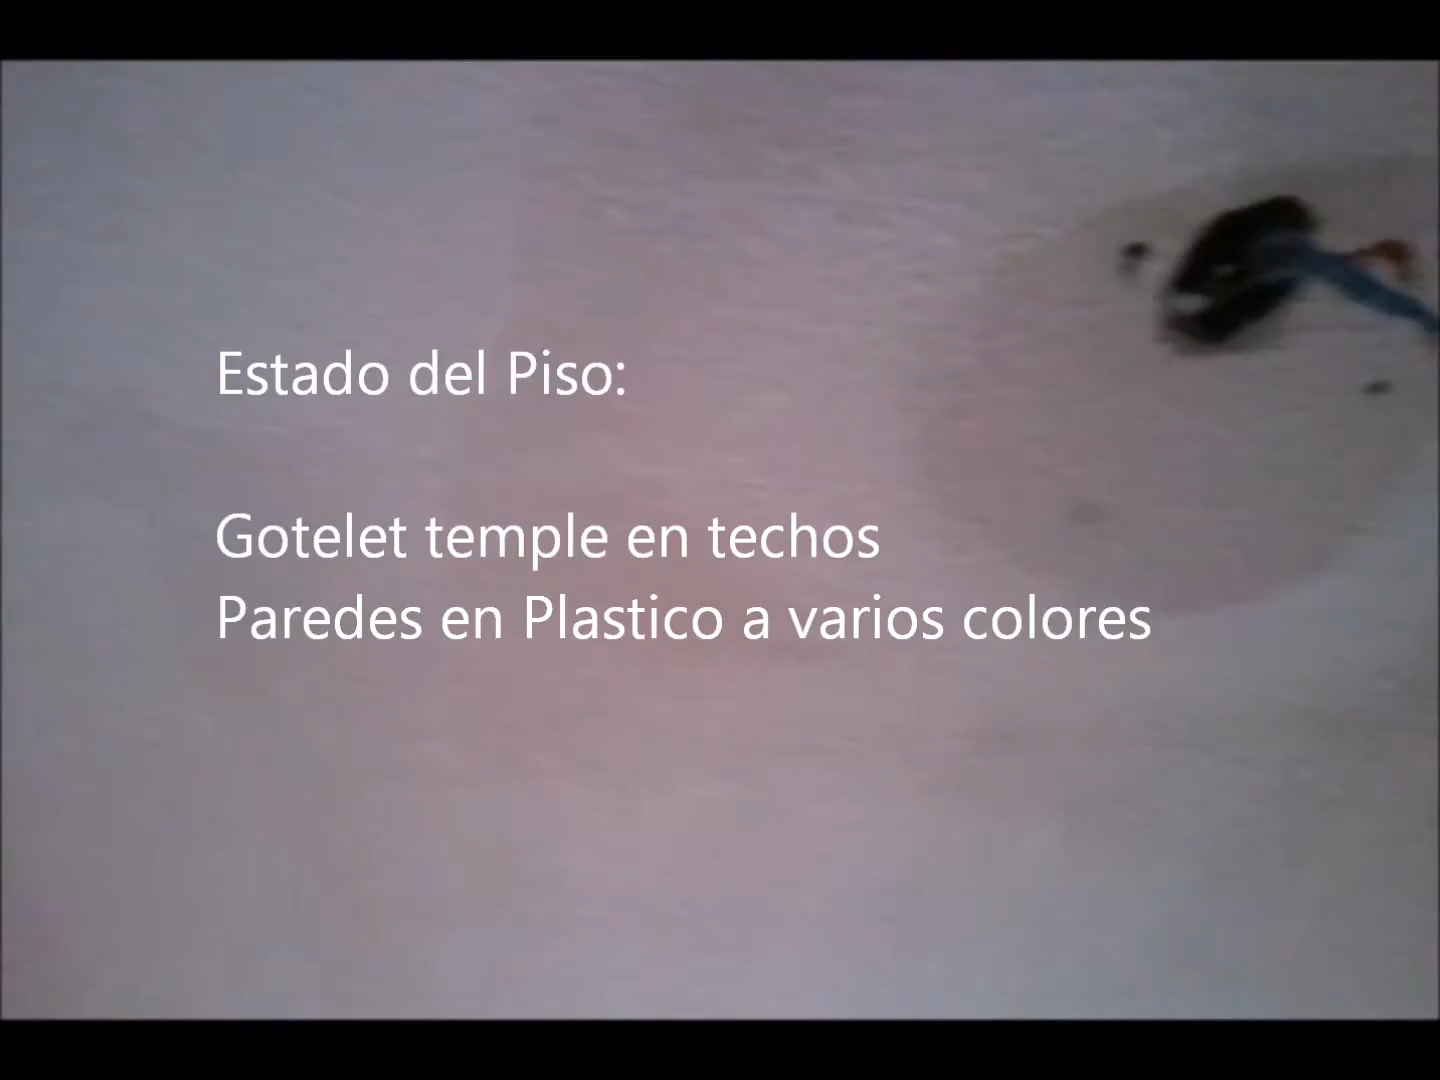 Estado del Piso:
Gotelet temple en techos
Paredes en Plastico a varios colores